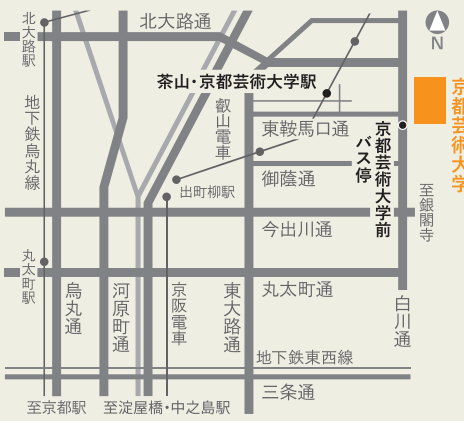 北大路通
北大路駅
N
茶山・京都芸術大学駅
京都芸術大学
地下鉄烏丸線
叡山電車
東鞍馬口通
京都芸術大学前
バス停
出町柳駅
御蔭通
至銀閣寺
今出川通
丸太町駅
烏丸通
河原町通
京阪電車
東大路通
丸太町通
白川通
地下鉄東西線
三条通
至京都駅
至淀屋橋・中之島駅